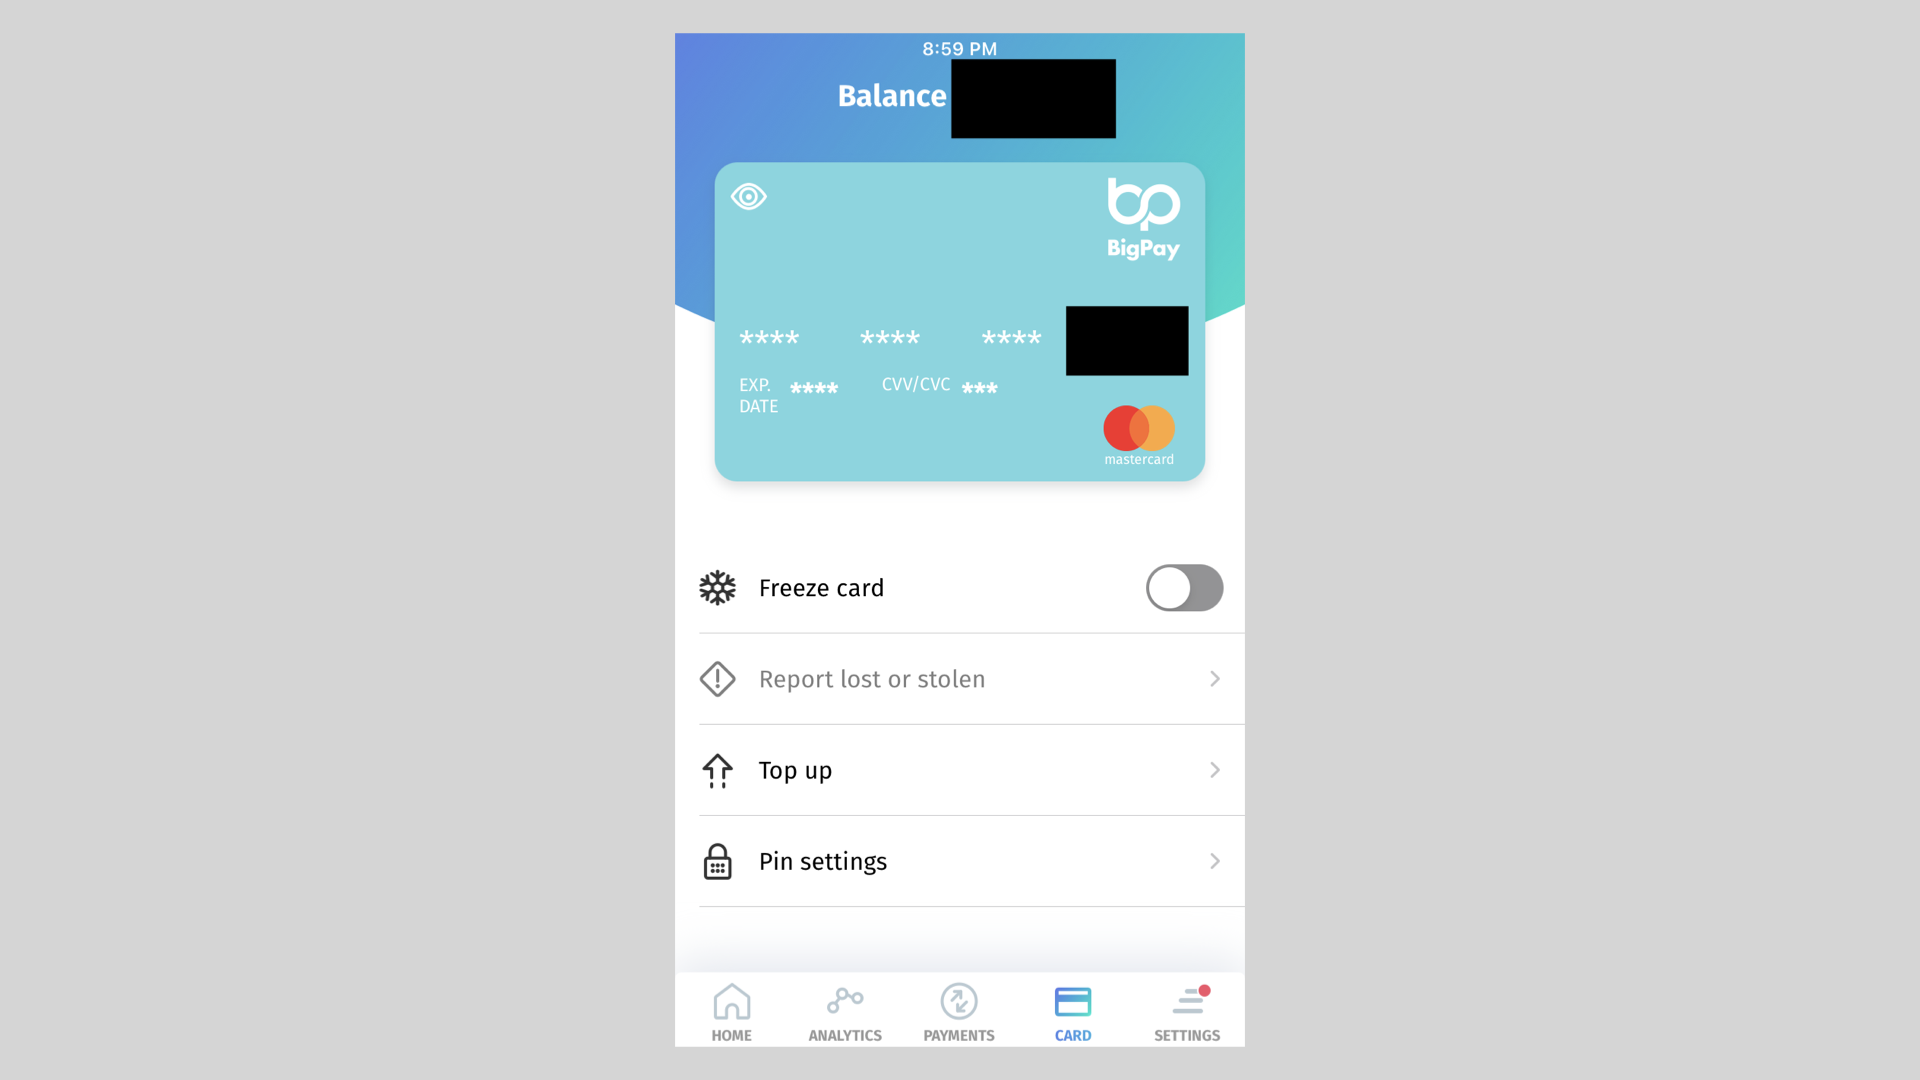 8:59 PM
Balance
bp
BigPay
**** **** ****
EXP. DATE **** CVV/CVC ***
mastercard
Freeze card
Report lost or stolen
Top up
Pin settings
HOME ANALYTICS PAYMENTS CARD SETTINGS